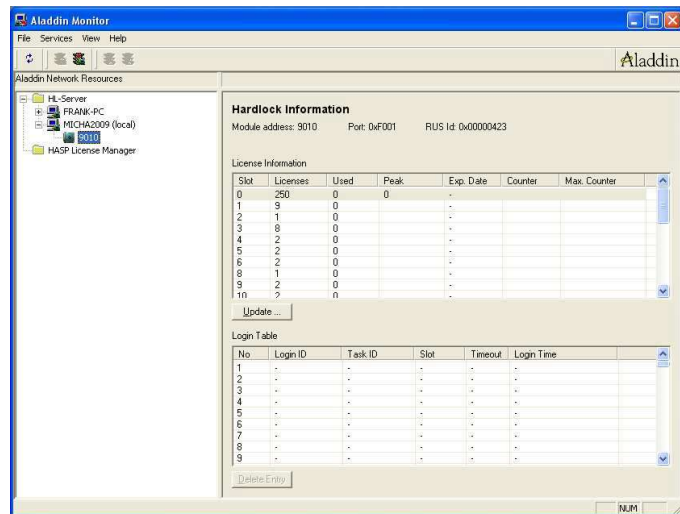 Aladdin Monitor
File Services View Help
Aladdin
Aladdin Network Resources
HL-Server
FRANK-PC
MICHA2009 (local)
9010
HASP License Manager
Hardlock Information
Module address: 9010 Port: 0xF001 RUS Id: 0x00000423
License Information
Slot Licenses Used Peak Exp. Date Counter Max. Counter
0 250 0 0 -
1 9 0 -
2 1 0 -
3 8 0 -
4 2 0 -
5 2 0 -
6 2 0 -
8 1 0 -
9 2 0 -
10 2 0 -
Update ...
Login Table
No Login ID Task ID Slot Timeout Login Time
1 - - - - -
2 - - - - -
3 - - - - -
4 - - - - -
5 - - - - -
6 - - - - -
7 - - - - -
8 - - - - -
9 - - - - -
Delete Entry
NUM